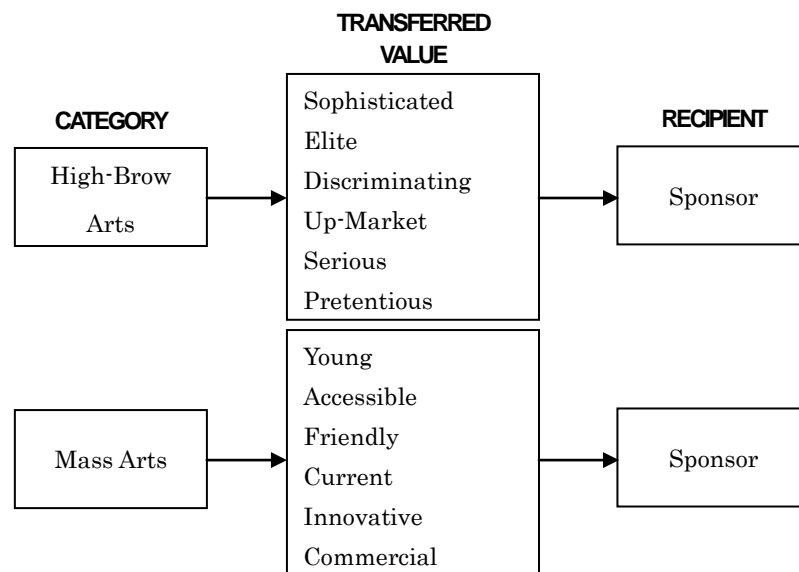 TRANSFERRED
VALUE
CATEGORY
RECIPIENT
High-Brow
Arts
Sophisticated
Elite
Discriminating
Up-Market
Serious
Pretentious
Sponsor
Mass Arts
Young
Accessible
Friendly
Current
Innovative
Commercial
Sponsor